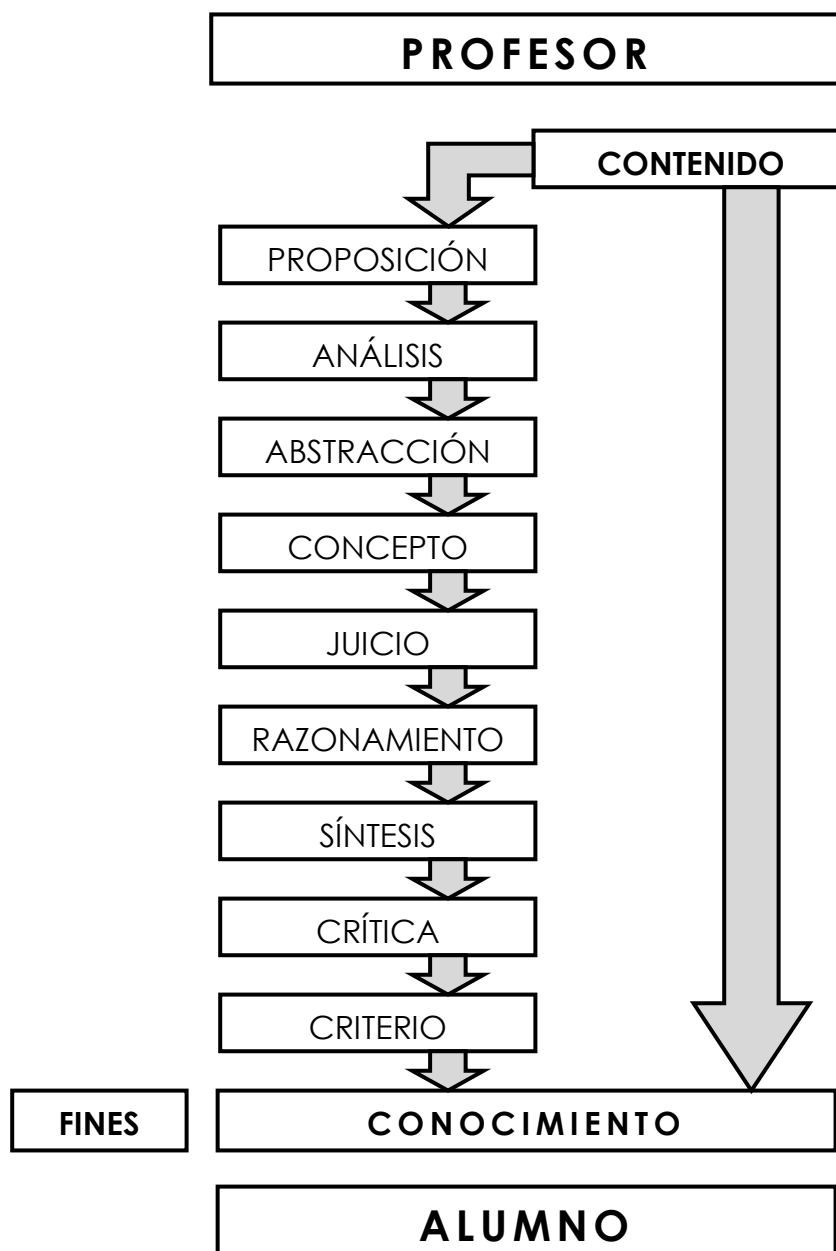 PROFESOR
CONTENIDO
PROPOSICIÓN
ANÁLISIS
ABSTRACCIÓN
CONCEPTO
JUICIO
RAZONAMIENTO
SÍNTESIS
CRÍTICA
CRITERIO
FINES
CONOCIMIENTO
ALUMNO